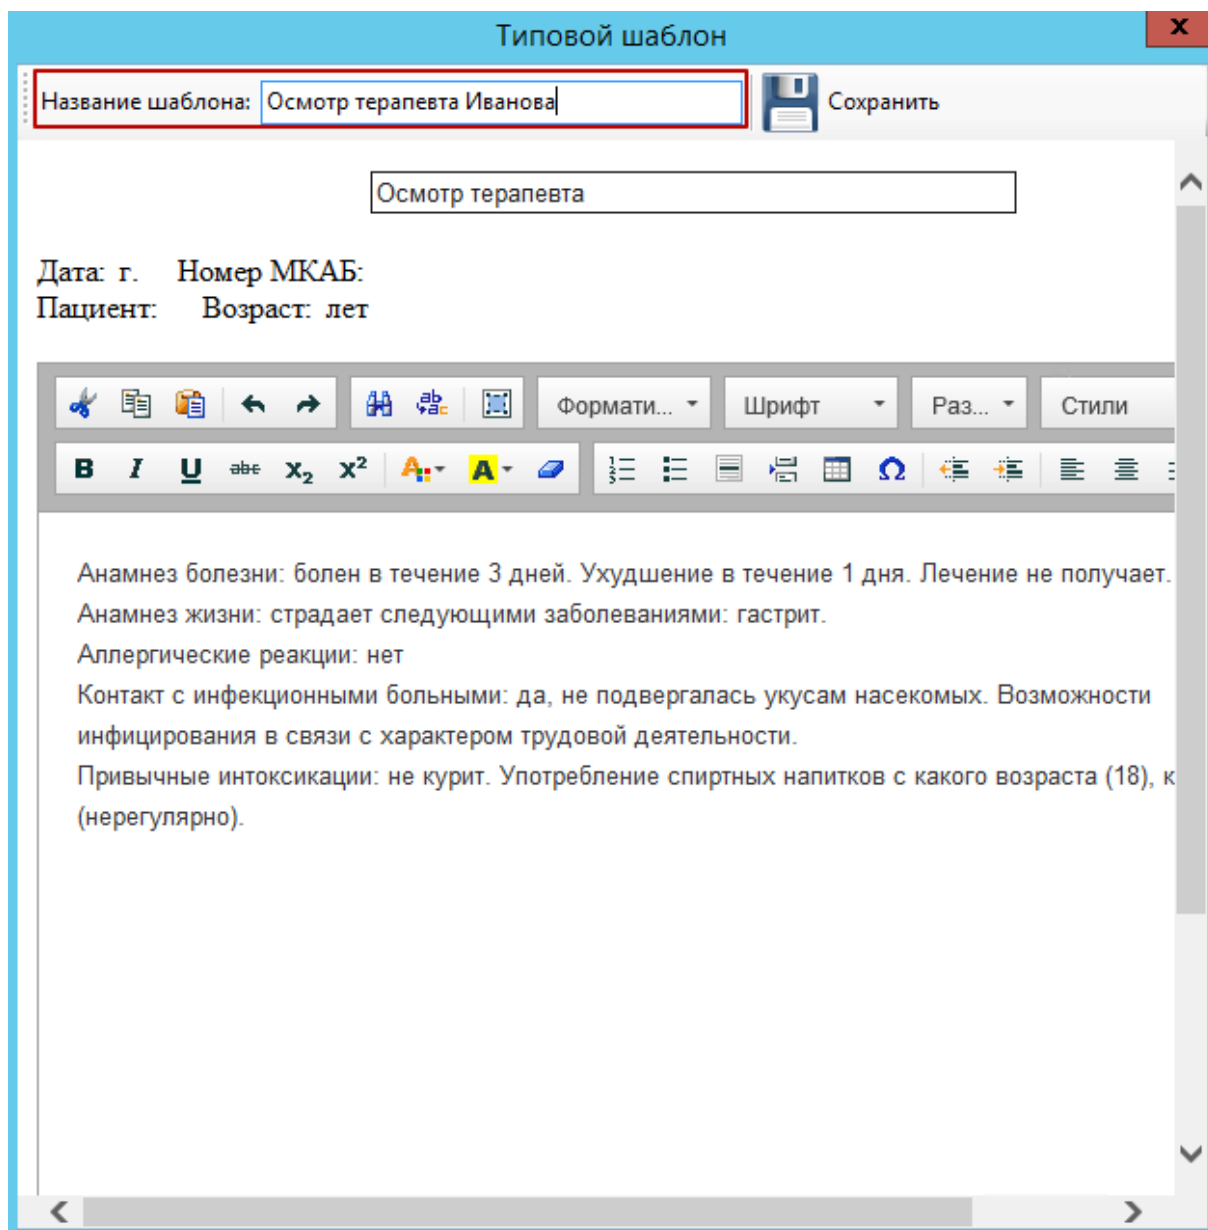 Типовой шаблон
x
Название шаблона: Осмотр терапевта Иванова
Сохранить
Осмотр терапевта
Дата: г. Номер МКАБ:
Пациент: Возраст: лет
Формати... Шрифт Раз... Стили
B I U abc X₂ X² A A Ω
Анамнез болезни: болен в течение 3 дней. Ухудшение в течение 1 дня. Лечение не получает.
Анамнез жизни: страдает следующими заболеваниями: гастрит.
Аллергические реакции: нет
Контакт с инфекционными больными: да, не подвергалась укусам насекомых. Возможности
инфицирования в связи с характером трудовой деятельности.
Привычные интоксикации: не курит. Употребление спиртных напитков с какого возраста (18), к
(нерегулярно).